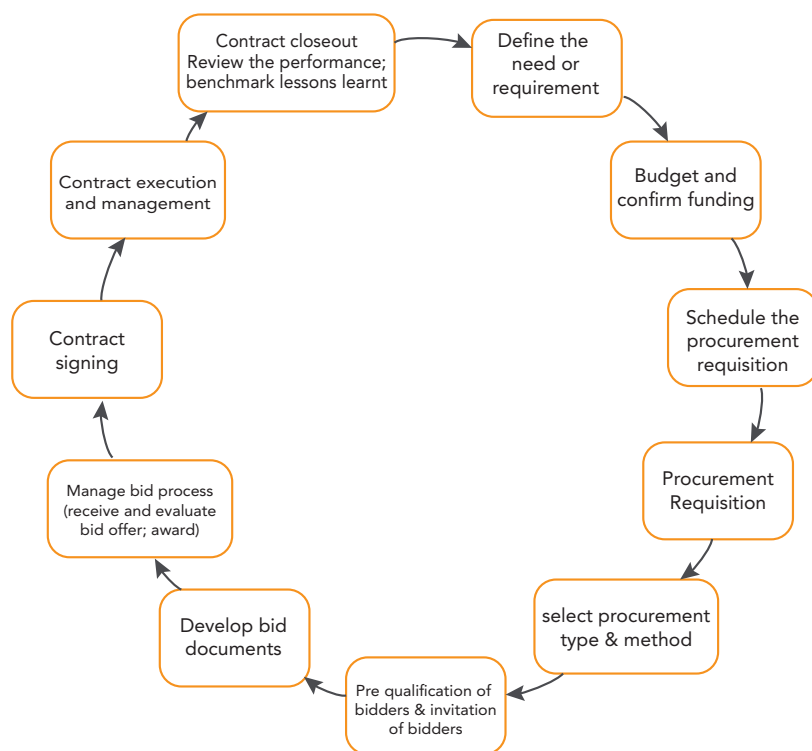 Define the
need or
requirement
Budget and
confirm funding
Schedule the
procurement
requisition
Procurement
Requisition
select procurement
type & method
Pre qualification of
bidders & invitation
of bidders
Develop bid
documents
Manage bid process
(receive and evaluate
bid offer; award)
Contract
signing
Contract execution
and management
Contract closeout
Review the performance;
benchmark lessons learnt